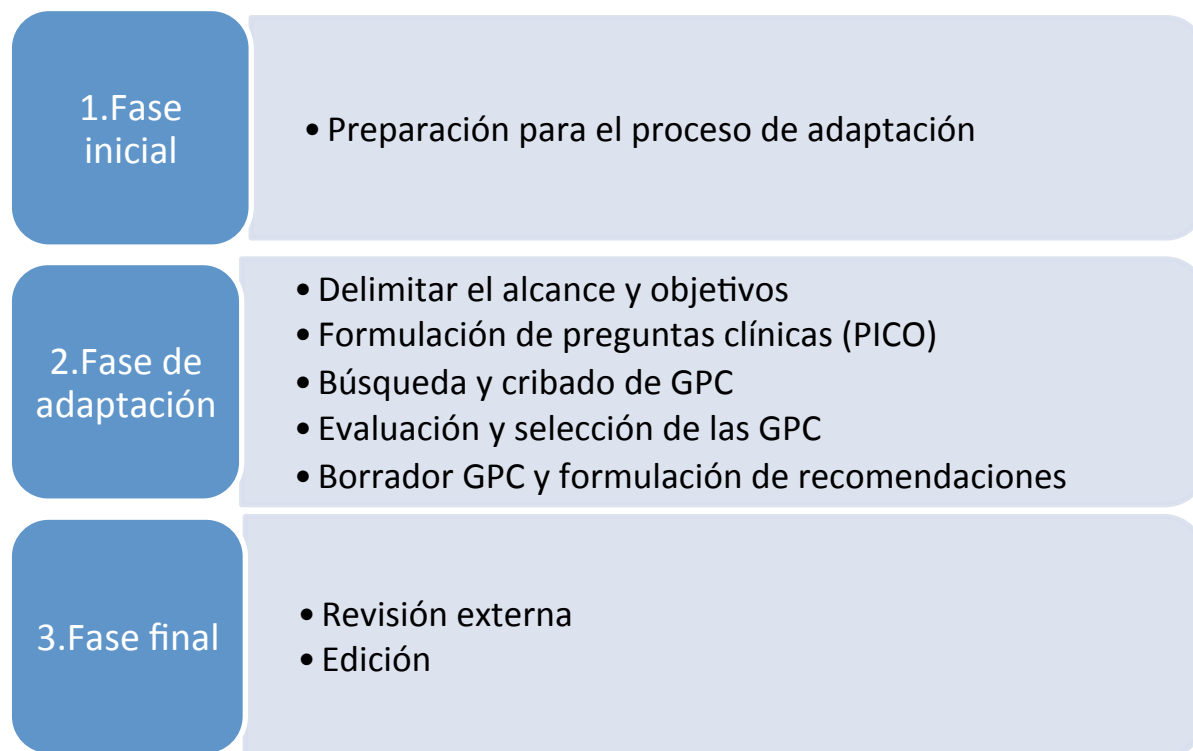 1.Fase
inicial
• Preparación para el proceso de adaptación
2.Fase de
adaptación
• Delimitar el alcance y objetivos
• Formulación de preguntas clínicas (PICO)
• Búsqueda y cribado de GPC
• Evaluación y selección de las GPC
• Borrador GPC y formulación de recomendaciones
3.Fase final
• Revisión externa
• Edición